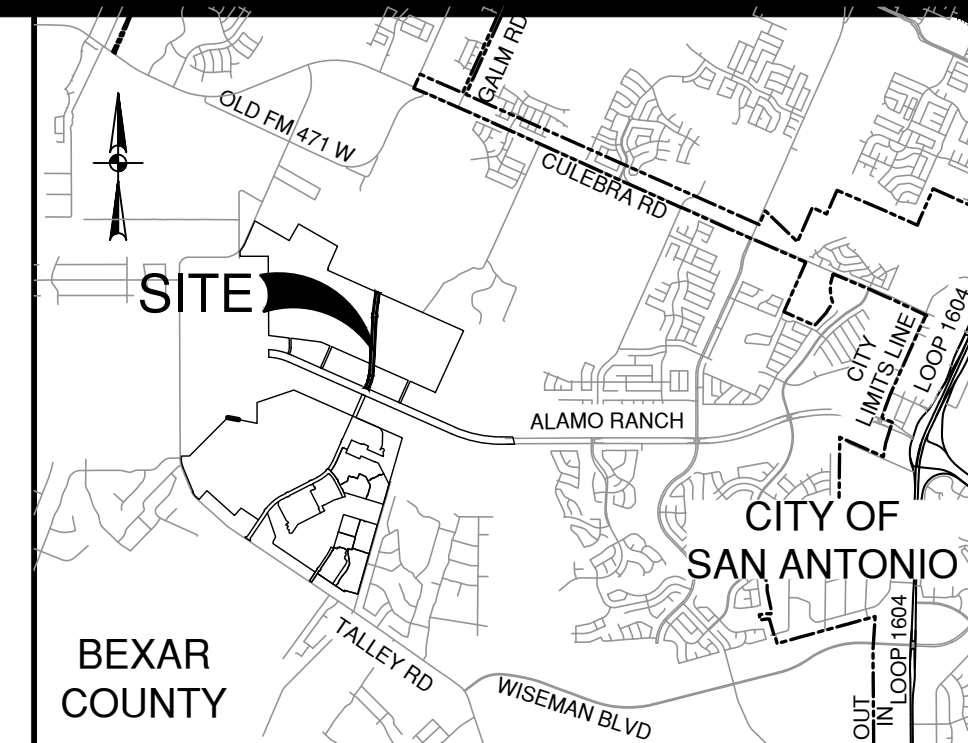 GALM RD
OLD FM 471 W
CULEBRA RD
SITE
LOOP 1604
CITY
LIMITS LINE
ALAMO RANCH
CITY OF
SAN ANTONIO
BEXAR
COUNTY
TALLEY RD
WISEMAN BLVD
OUT
IN
LOOP 1604